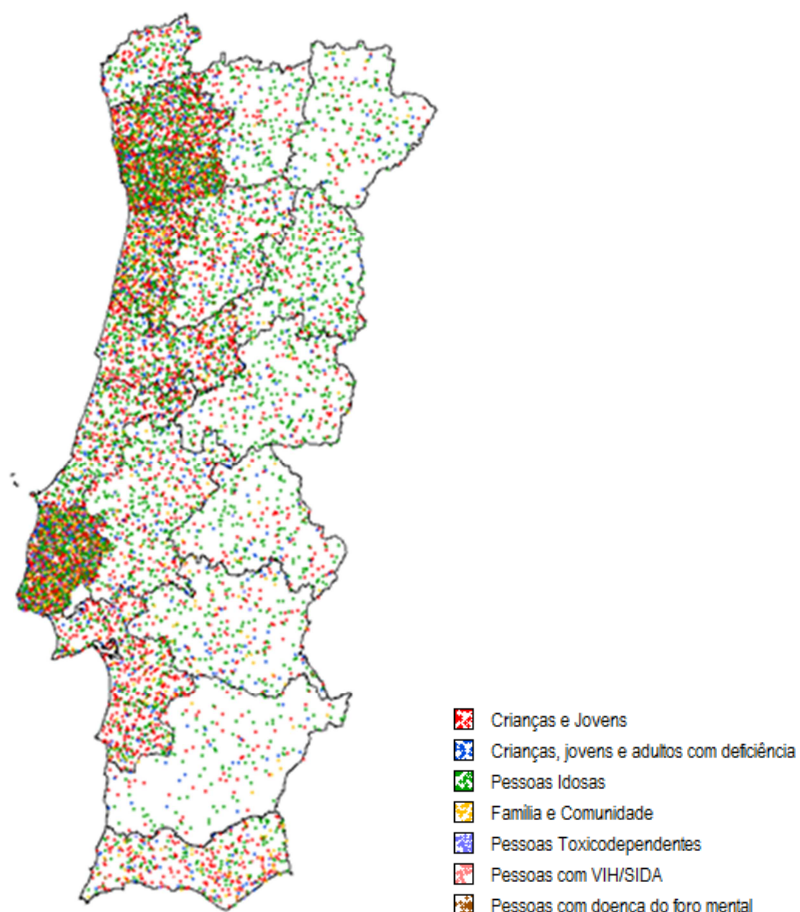 Crianças e Jovens
Crianças, jovens e adultos com deficiência
Pessoas Idosas
Família e Comunidade
Pessoas Toxicodependentes
Pessoas com VIH/SIDA
Pessoas com doença do foro mental